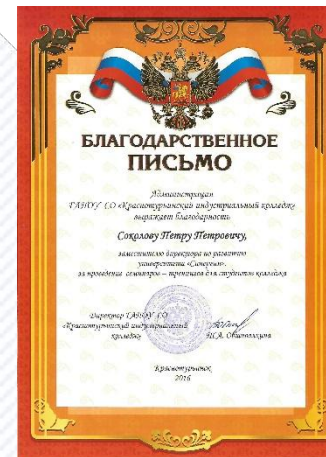 БЛАГОДАРСТВЕННОЕ
ПИСЬМО
Администрация
ГАПОУ СО «Краснотурьинский индустриальный колледж»
выражает благодарность
Соколову Петру Петровичу,
заместителю директора по развитию
университета «Синергия»,
за проведение семинаров – тренингов для студентов колледжа
Директор ГАПОУ СО
«Краснотурьинский индустриальный
колледж»
Краснотурьинск
2016